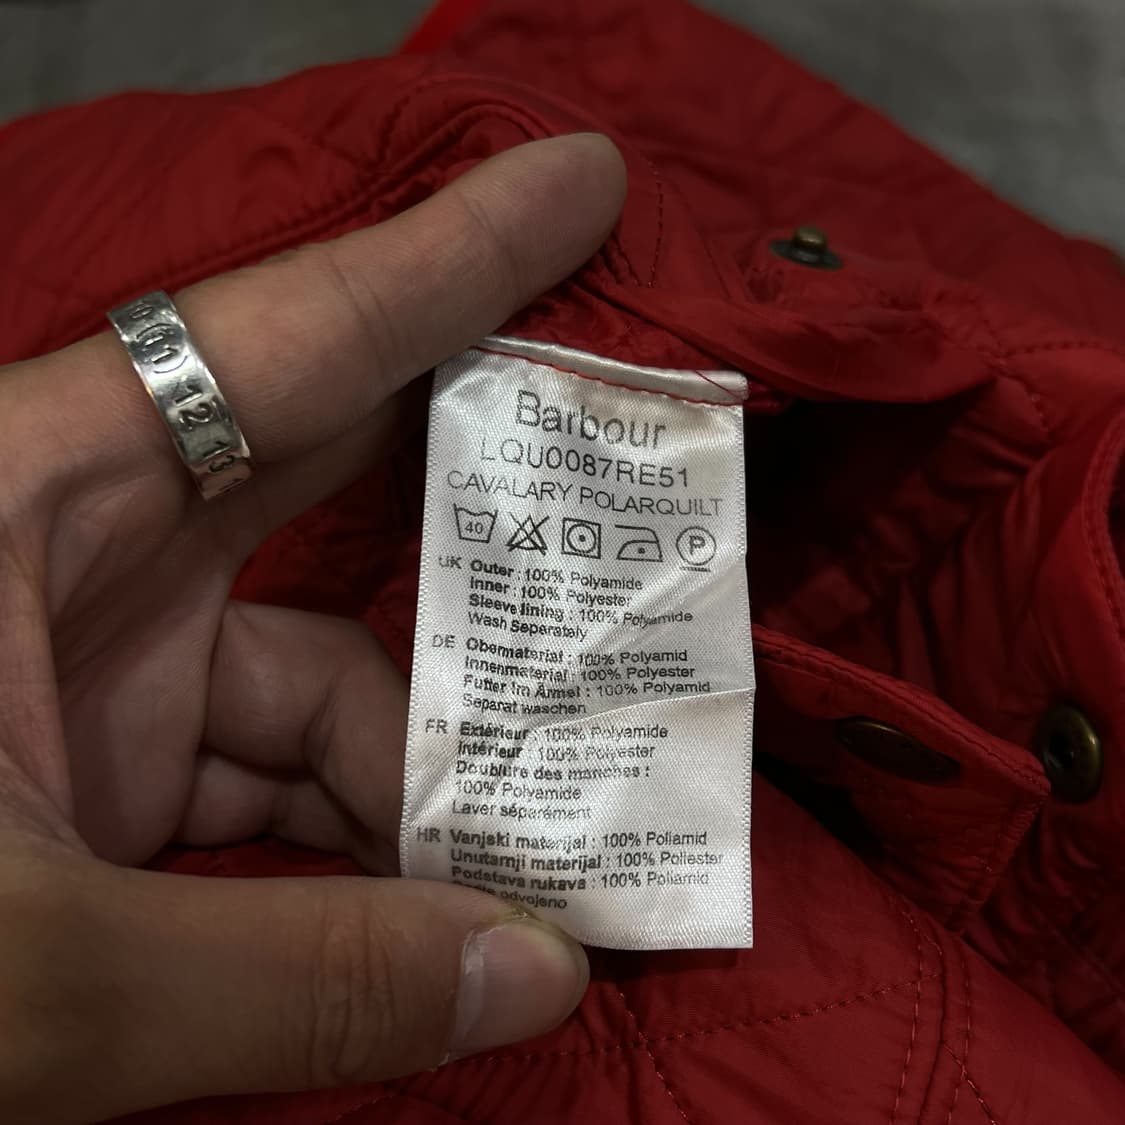 (11) 12 13
Barbour
LQU0087RE51
CAVALARY POLARQUILT
40
P
UK Outer : 100% Polyamide
Inner : 100% Polyester
Sleeve lining : 100% Polyamide
Wash Separately
DE Obermaterial : 100% Polyamid
Innenmaterial : 100% Polyester
Futter im Ärmel : 100% Polyamid
Separat waschen
FR Extérieur : 100% Polyamide
Intérieur : 100% Polyester
Doublure des manches :
100% Polyamide
Laver séparément
HR Vanjski materijal : 100% Poliamid
Unutarnji materijal : 100% Poliester
Podstava rukava : 100% Poliamid
odvojeno